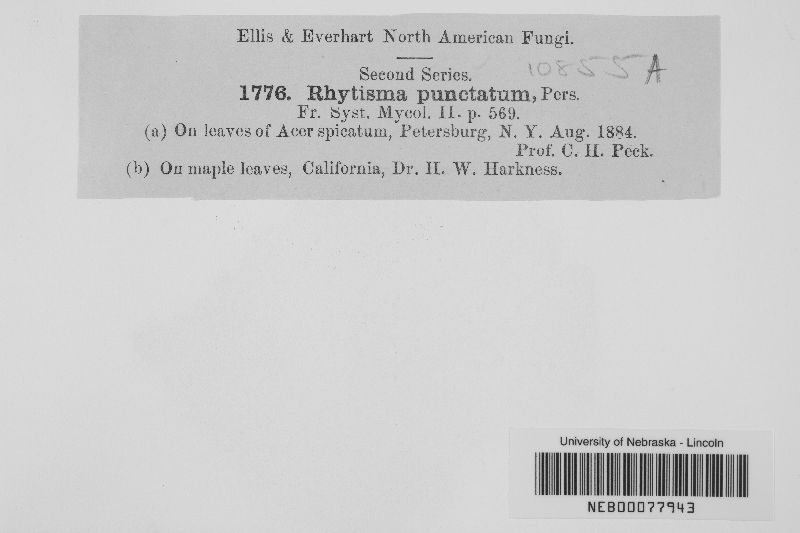 Ellis & Everhart North American Fungi.
Second Series.
10855A
1776. Rhytisma punctatum, Pers.
Fr. Syst. Mycol. II. p. 569.
(a) On leaves of Acer spicatum, Petersburg, N. Y. Aug. 1884.
Prof. C. H. Peck.
(b) On maple leaves, California, Dr. H. W. Harkness.
University of Nebraska - Lincoln
NEB00077943